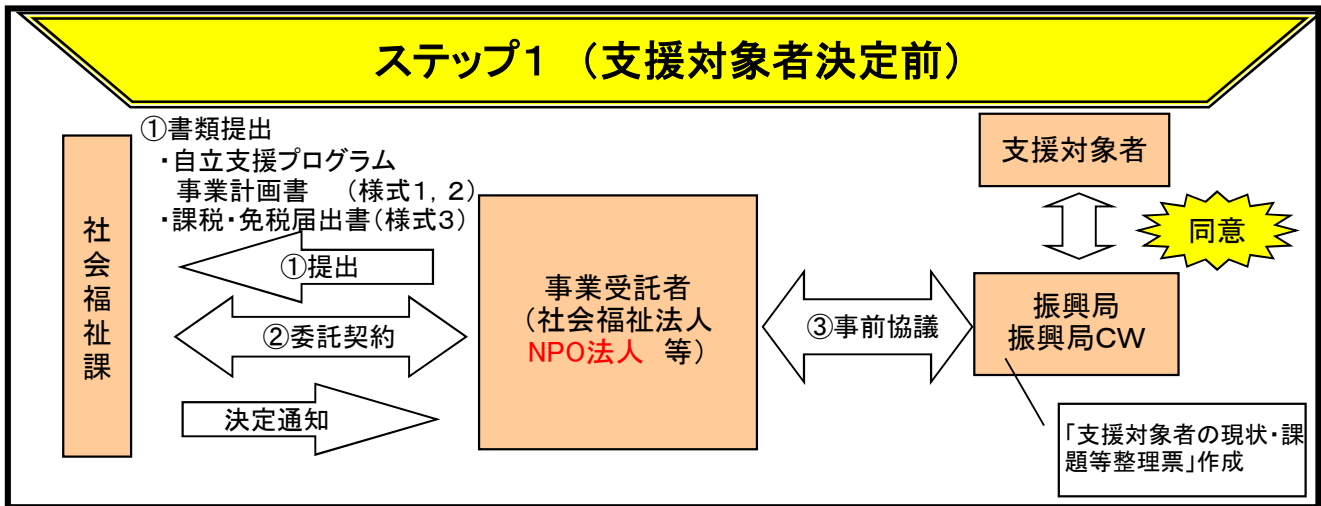 ステップ1 (支援対象者決定前)
①書類提出
・自立支援プログラム
事業計画書 (様式1,2)
・課税・免税届出書(様式3)
社会福祉課
①提出
②委託契約
決定通知
事業受託者
(社会福祉法人
NPO法人 等)
③事前協議
支援対象者
同意
振興局
振興局CW
「支援対象者の現状・課
題等整理票」作成